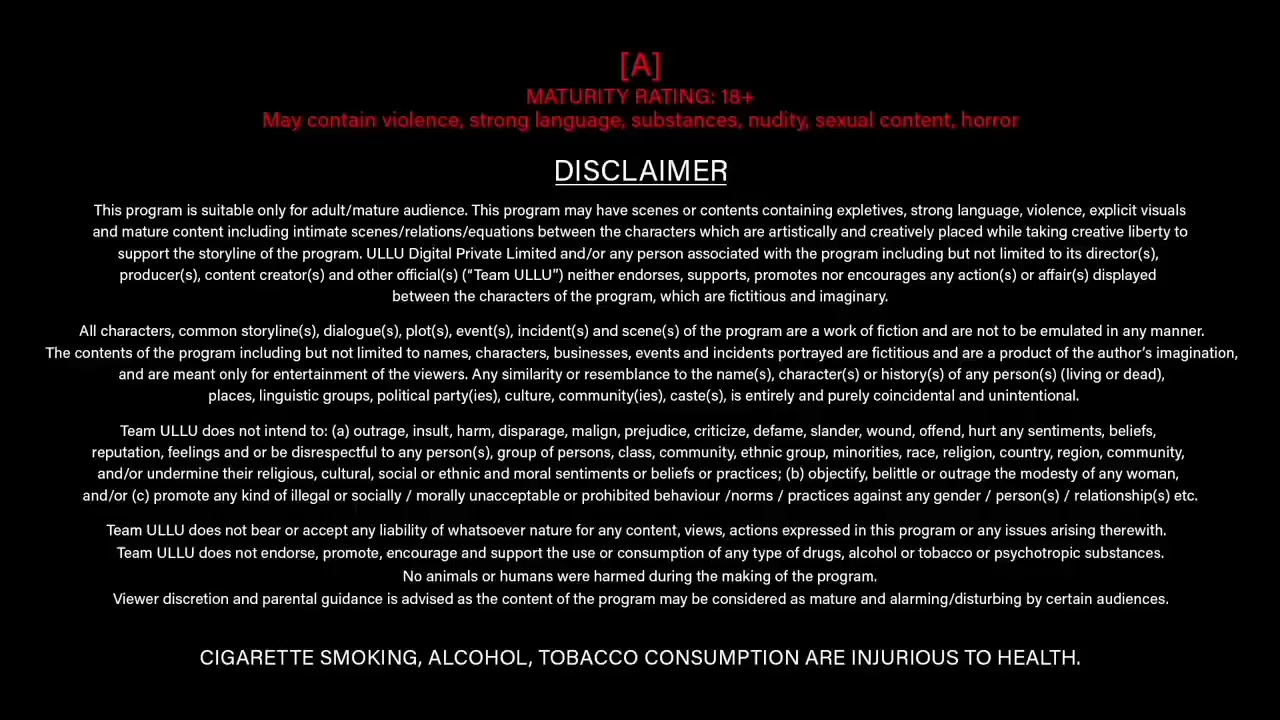 [A]
MATURITY RATING: 18+
May contain violence, strong language, substances, nudity, sexual content, horror
DISCLAIMER
This program is suitable only for adult/mature audience. This program may have scenes or contents containing expletives, strong language, violence, explicit visuals
and mature content including intimate scenes/relations/equations between the characters which are artistically and creatively placed while taking creative liberty to
support the storyline of the program. ULLU Digital Private Limited and/or any person associated with the program including but not limited to its director(s),
producer(s), content creator(s) and other official(s) (“Team ULLU”) neither endorses, supports, promotes nor encourages any action(s) or affair(s) displayed
between the characters of the program, which are fictitious and imaginary.
All characters, common storyline(s), dialogue(s), plot(s), event(s), incident(s) and scene(s) of the program are a work of fiction and are not to be emulated in any manner.
The contents of the program including but not limited to names, characters, businesses, events and incidents portrayed are fictitious and are a product of the author’s imagination,
and are meant only for entertainment of the viewers. Any similarity or resemblance to the name(s), character(s) or history(s) of any person(s) (living or dead),
places, linguistic groups, political party(ies), culture, community(ies), caste(s), is entirely and purely coincidental and unintentional.
Team ULLU does not intend to: (a) outrage, insult, harm, disparage, malign, prejudice, criticize, defame, slander, wound, offend, hurt any sentiments, beliefs,
reputation, feelings and or be disrespectful to any person(s), group of persons, class, community, ethnic group, minorities, race, religion, country, region, community,
and/or undermine their religious, cultural, social or ethnic and moral sentiments or beliefs or practices; (b) objectify, belittle or outrage the modesty of any woman,
and/or (c) promote any kind of illegal or socially / morally unacceptable or prohibited behaviour /norms / practices against any gender / person(s) / relationship(s) etc.
Team ULLU does not bear or accept any liability of whatsoever nature for any content, views, actions expressed in this program or any issues arising therewith.
Team ULLU does not endorse, promote, encourage and support the use or consumption of any type of drugs, alcohol or tobacco or psychotropic substances.
No animals or humans were harmed during the making of the program.
Viewer discretion and parental guidance is advised as the content of the program may be considered as mature and alarming/disturbing by certain audiences.
CIGARETTE SMOKING, ALCOHOL, TOBACCO CONSUMPTION ARE INJURIOUS TO HEALTH.